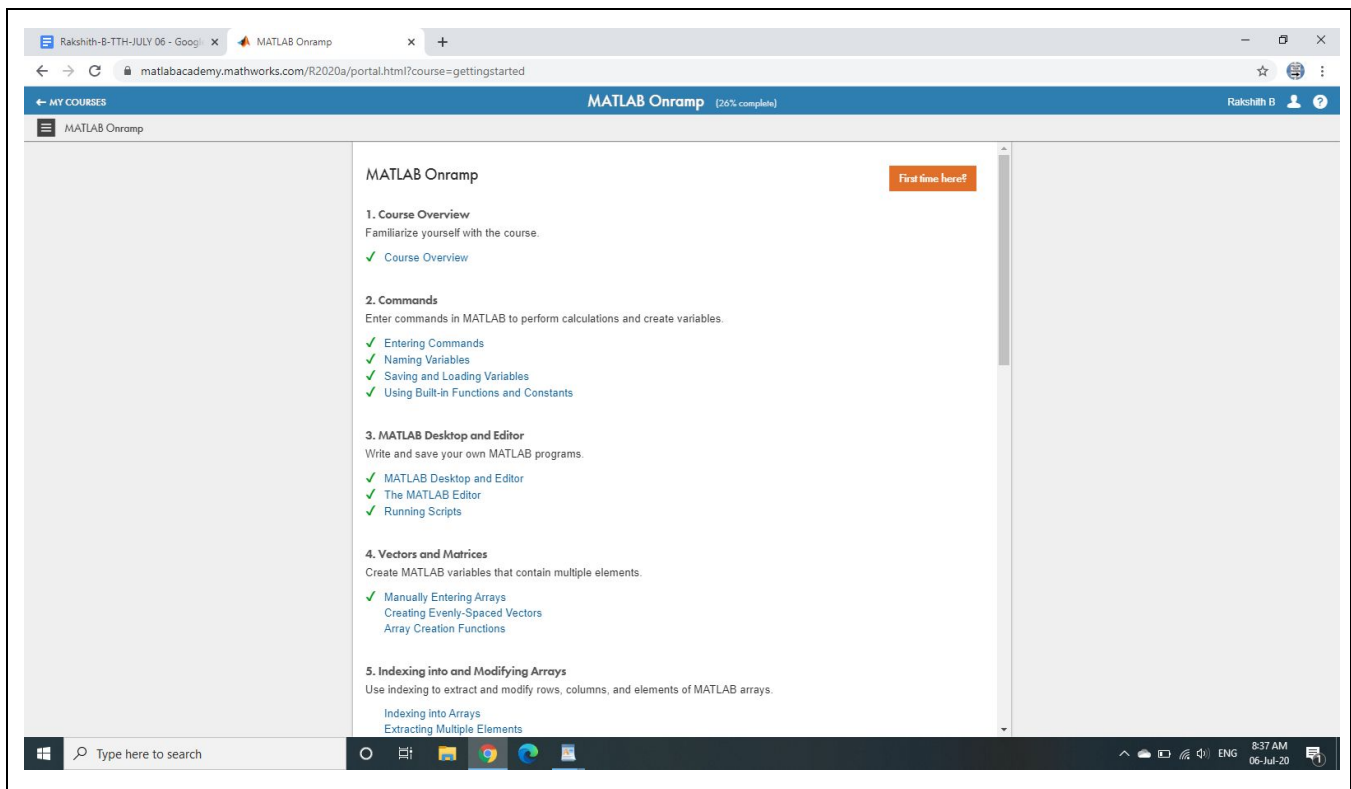 Rakshith-B-TTH-JULY 06 - Googl
MATLAB Onramp
matlabacademy.mathworks.com/R2020a/portal.html?course=gettingstarted
← MY COURSES
MATLAB Onramp (26% complete)
Rakshith B
MATLAB Onramp
MATLAB Onramp
First time here?
1. Course Overview
Familiarize yourself with the course.
✓ Course Overview
2. Commands
Enter commands in MATLAB to perform calculations and create variables.
✓ Entering Commands
✓ Naming Variables
✓ Saving and Loading Variables
✓ Using Built-in Functions and Constants
3. MATLAB Desktop and Editor
Write and save your own MATLAB programs.
✓ MATLAB Desktop and Editor
✓ The MATLAB Editor
✓ Running Scripts
4. Vectors and Matrices
Create MATLAB variables that contain multiple elements.
✓ Manually Entering Arrays
Creating Evenly-Spaced Vectors
Array Creation Functions
5. Indexing into and Modifying Arrays
Use indexing to extract and modify rows, columns, and elements of MATLAB arrays.
Indexing into Arrays
Extracting Multiple Elements
Type here to search
ENG
8:37 AM
06-Jul-20